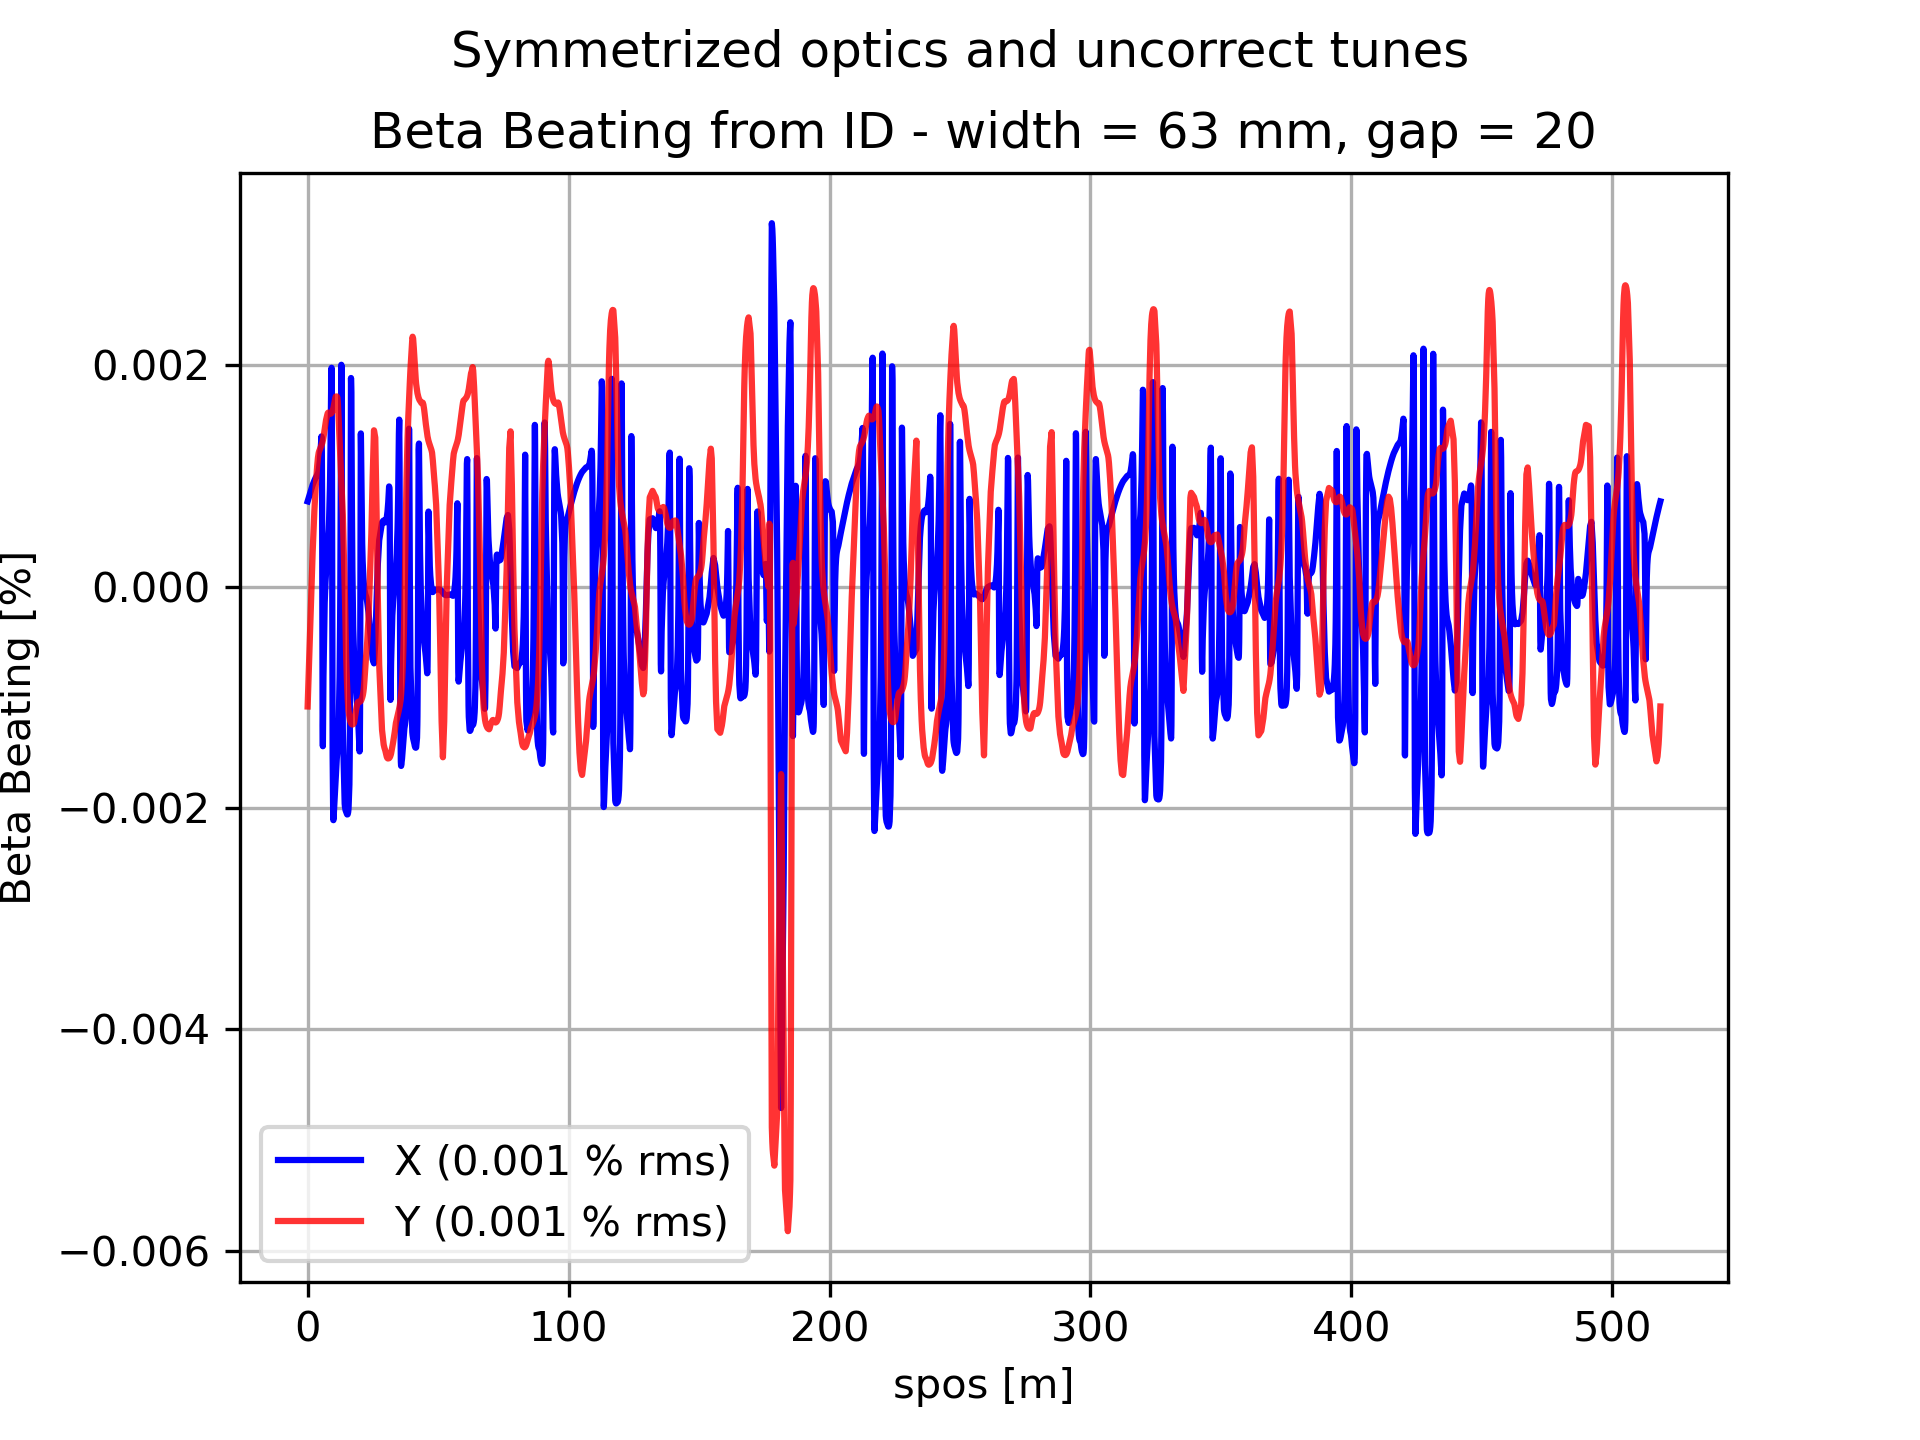 Symmetrized optics and uncorrect tunes
Beta Beating from ID - width = 63 mm, gap = 20
Beta Beating [%]
0.002
0.000
−0.002
−0.004
−0.006
X (0.001 % rms)
Y (0.001 % rms)
0 100 200 300 400 500
spos [m]